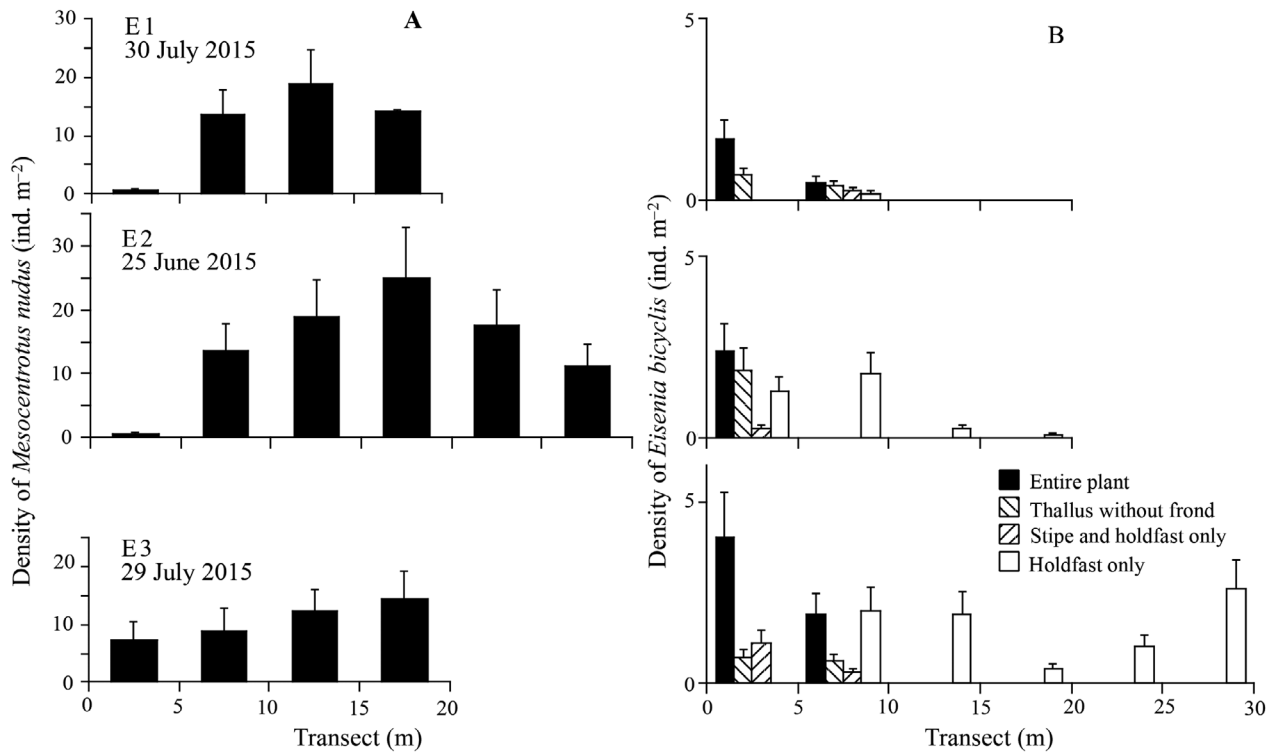 A
E1
30 July 2015
30
20
10
0
E2
25 June 2015
30
20
10
0
E3
29 July 2015
20
10
0
0 5 10 15 20
Transect (m)
Density of Mesocentrotus nudus (ind. m⁻²)
B
5
0
5
0
5
0
Entire plant
Thallus without frond
Stipe and holdfast only
Holdfast only
0 5 10 15 20 25 30
Transect (m)
Density of Eisenia bicyclis (ind. m⁻²)